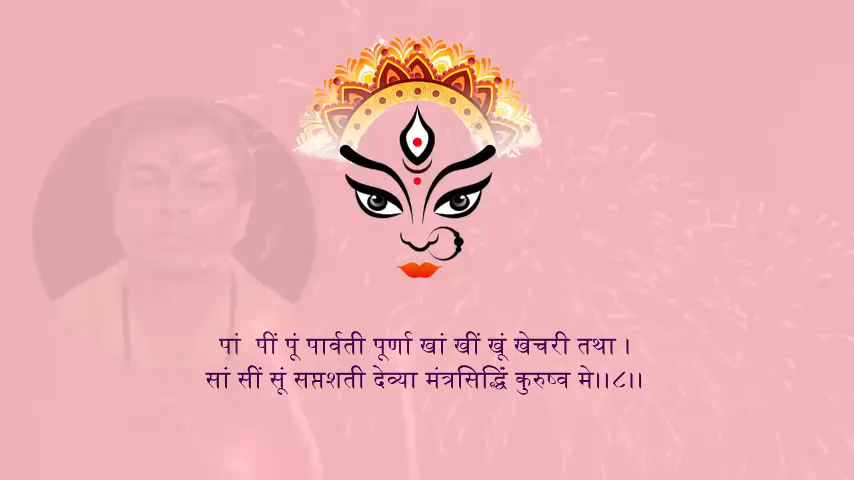 पां पीं पूं पार्वती पूर्णा खां खीं खूं खेचरी तथा ।
सां सीं सूं सप्तशती देव्या मंत्रसिद्धिं कुरुष्व मे।।८।।